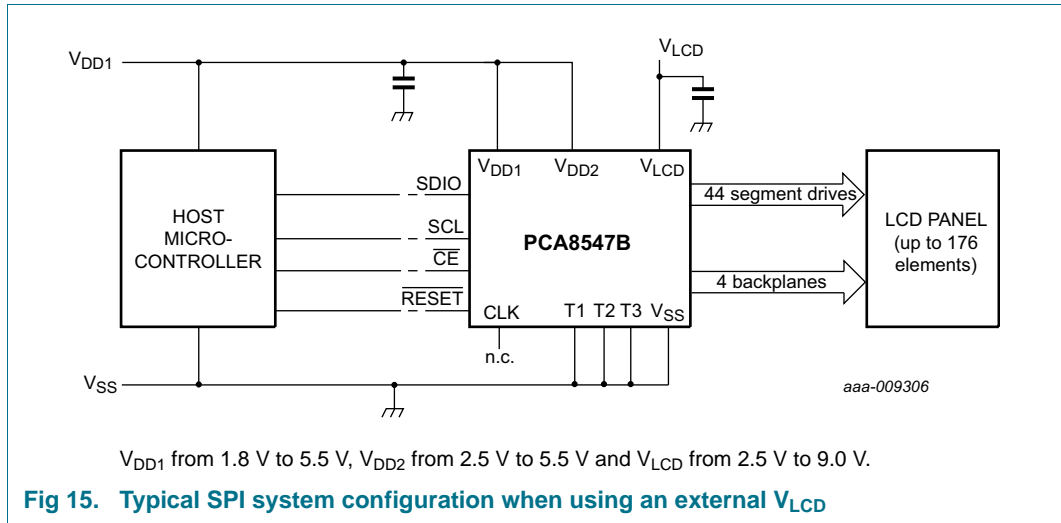 VDD1
VLCD
VDD1 VDD2 VLCD
HOST
MICRO-
CONTROLLER
SDIO
SCL
CE
RESET
PCA8547B
CLK
T1 T2 T3 VSS
n.c.
44 segment drives
4 backplanes
LCD PANEL
(up to 176
elements)
VSS
aaa-009306
VDD1 from 1.8 V to 5.5 V, VDD2 from 2.5 V to 5.5 V and VLCD from 2.5 V to 9.0 V.
Fig 15. Typical SPI system configuration when using an external VLCD